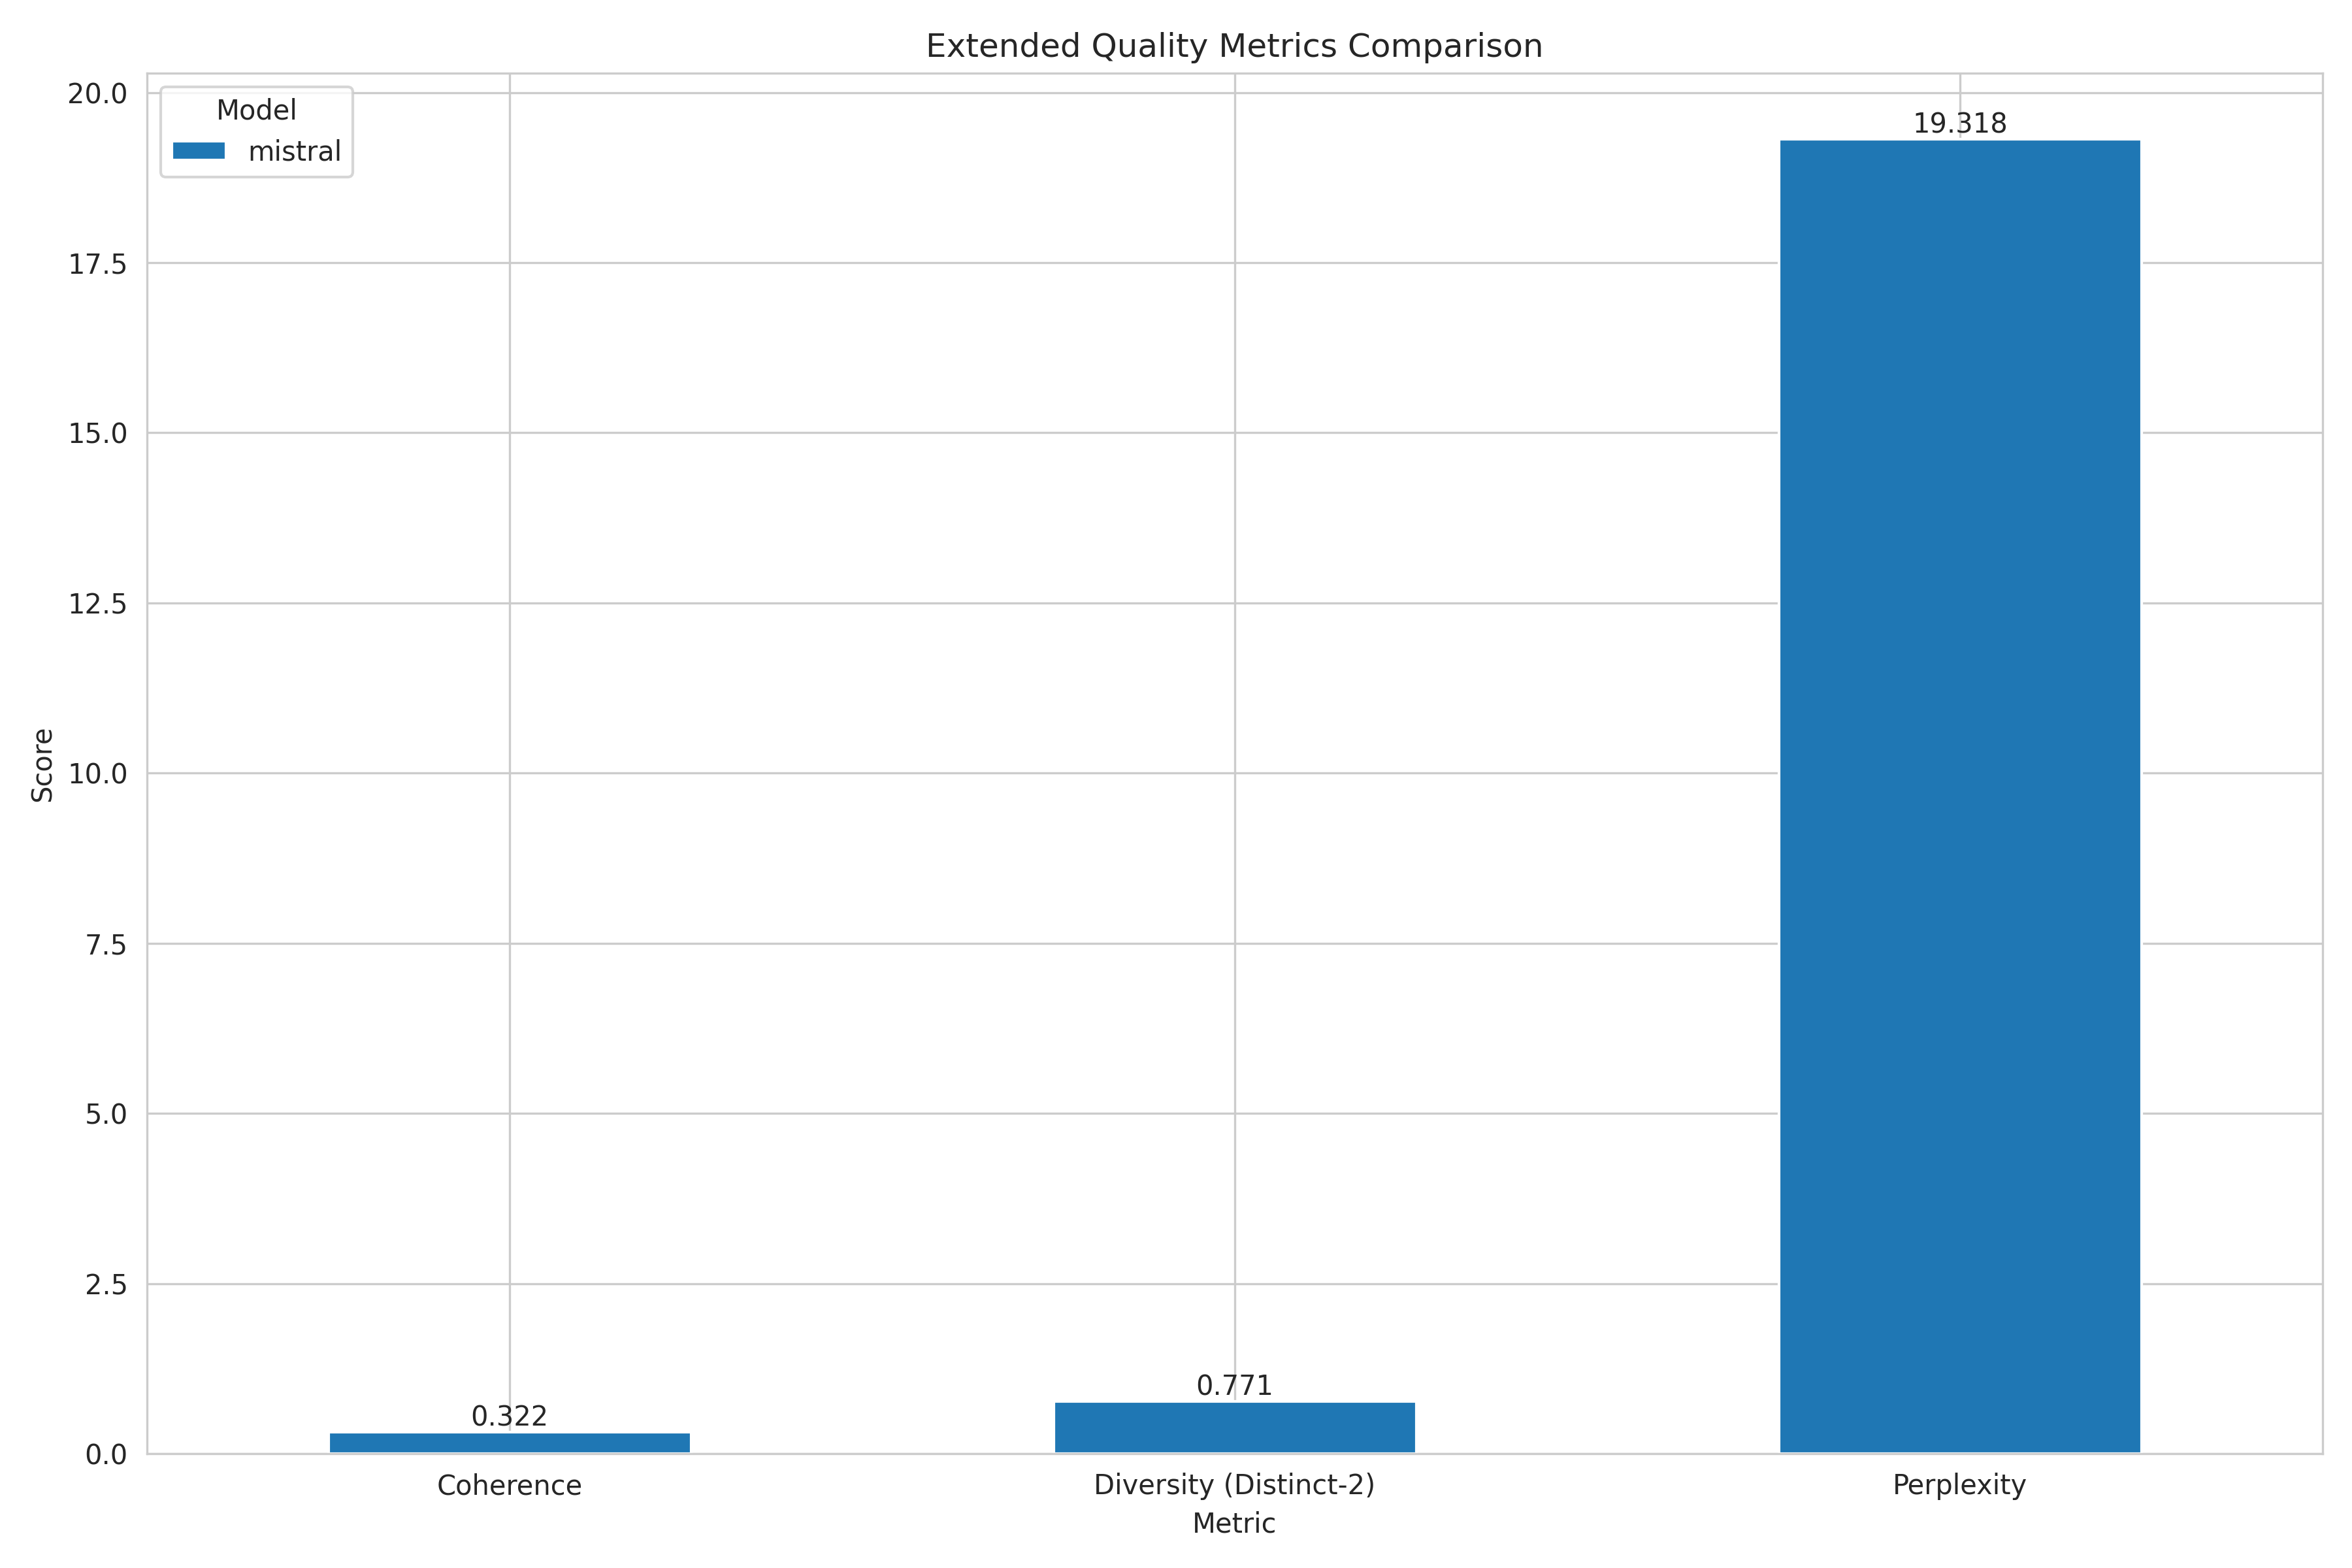 Extended Quality Metrics Comparison
Model
mistral
20.0
17.5
15.0
12.5
10.0
7.5
5.0
2.5
0.0
Score
19.318
0.771
0.322
Coherence
Diversity (Distinct-2)
Perplexity
Metric